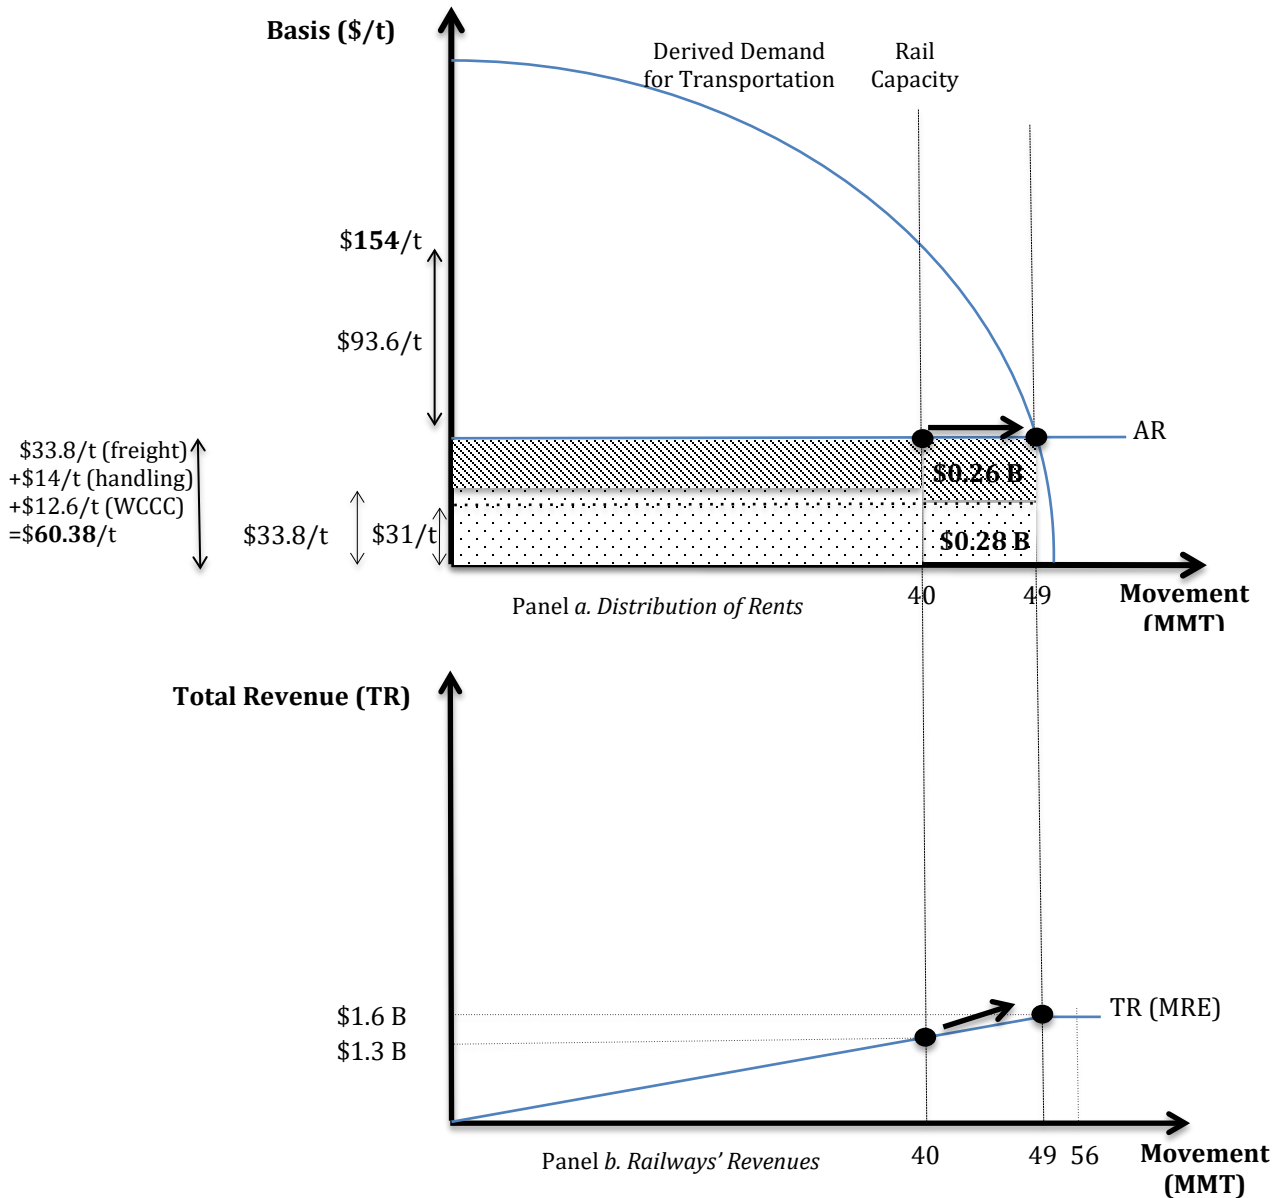 Basis ($/t)
Derived Demand
for Transportation
Rail
Capacity
$154/t
$93.6/t
AR
$33.8/t (freight)
+$14/t (handling)
+$12.6/t (WCCC)
=$60.38/t
$33.8/t
$31/t
$0.26 B
$0.28 B
40
49
Movement
(MMT)
Panel a. Distribution of Rents
Total Revenue (TR)
$1.6 B
$1.3 B
TR (MRE)
40
49
56
Movement
(MMT)
Panel b. Railways’ Revenues